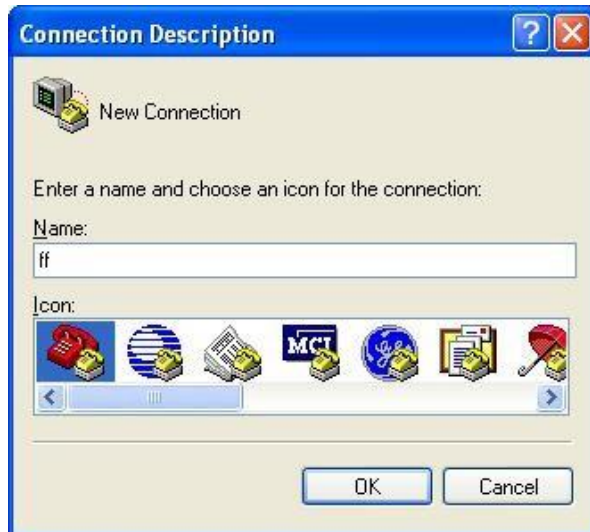 Connection Description
New Connection
Enter a name and choose an icon for the connection:
Name:
ff
Icon:
MCI
OK
Cancel